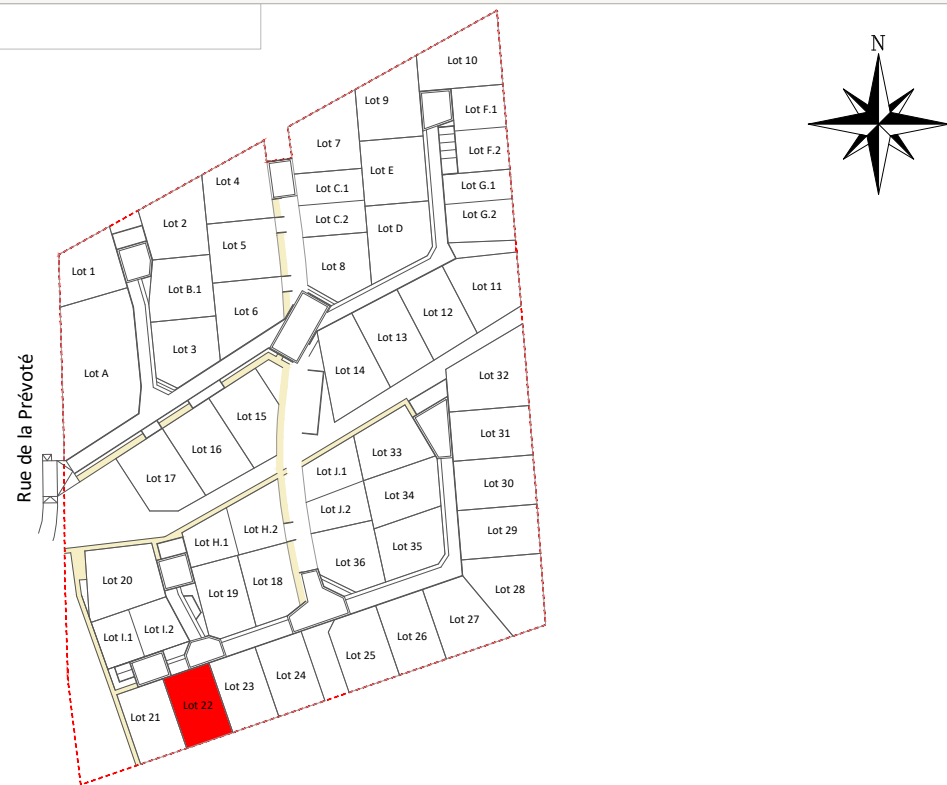 N
Lot 10
Lot 9
Lot F.1
Lot 7
Lot F.2
Lot E
Lot 4
Lot C.1
Lot G.1
Lot 2
Lot C.2
Lot G.2
Lot D
Lot 5
Lot 1
Lot 8
Lot B.1
Lot 11
Lot 6
Lot 12
Lot 13
Lot 3
Lot A
Lot 14
Lot 32
Rue de la Prévoté
Lot 15
Lot 31
Lot 16
Lot 33
Lot J.1
Lot 17
Lot 30
Lot 34
Lot J.2
Lot H.2
Lot 29
Lot H.1
Lot 35
Lot 36
Lot 20
Lot 18
Lot 28
Lot 19
Lot 27
Lot I.2
Lot I.1
Lot 26
Lot 25
Lot 24
Lot 23
Lot 22
Lot 21